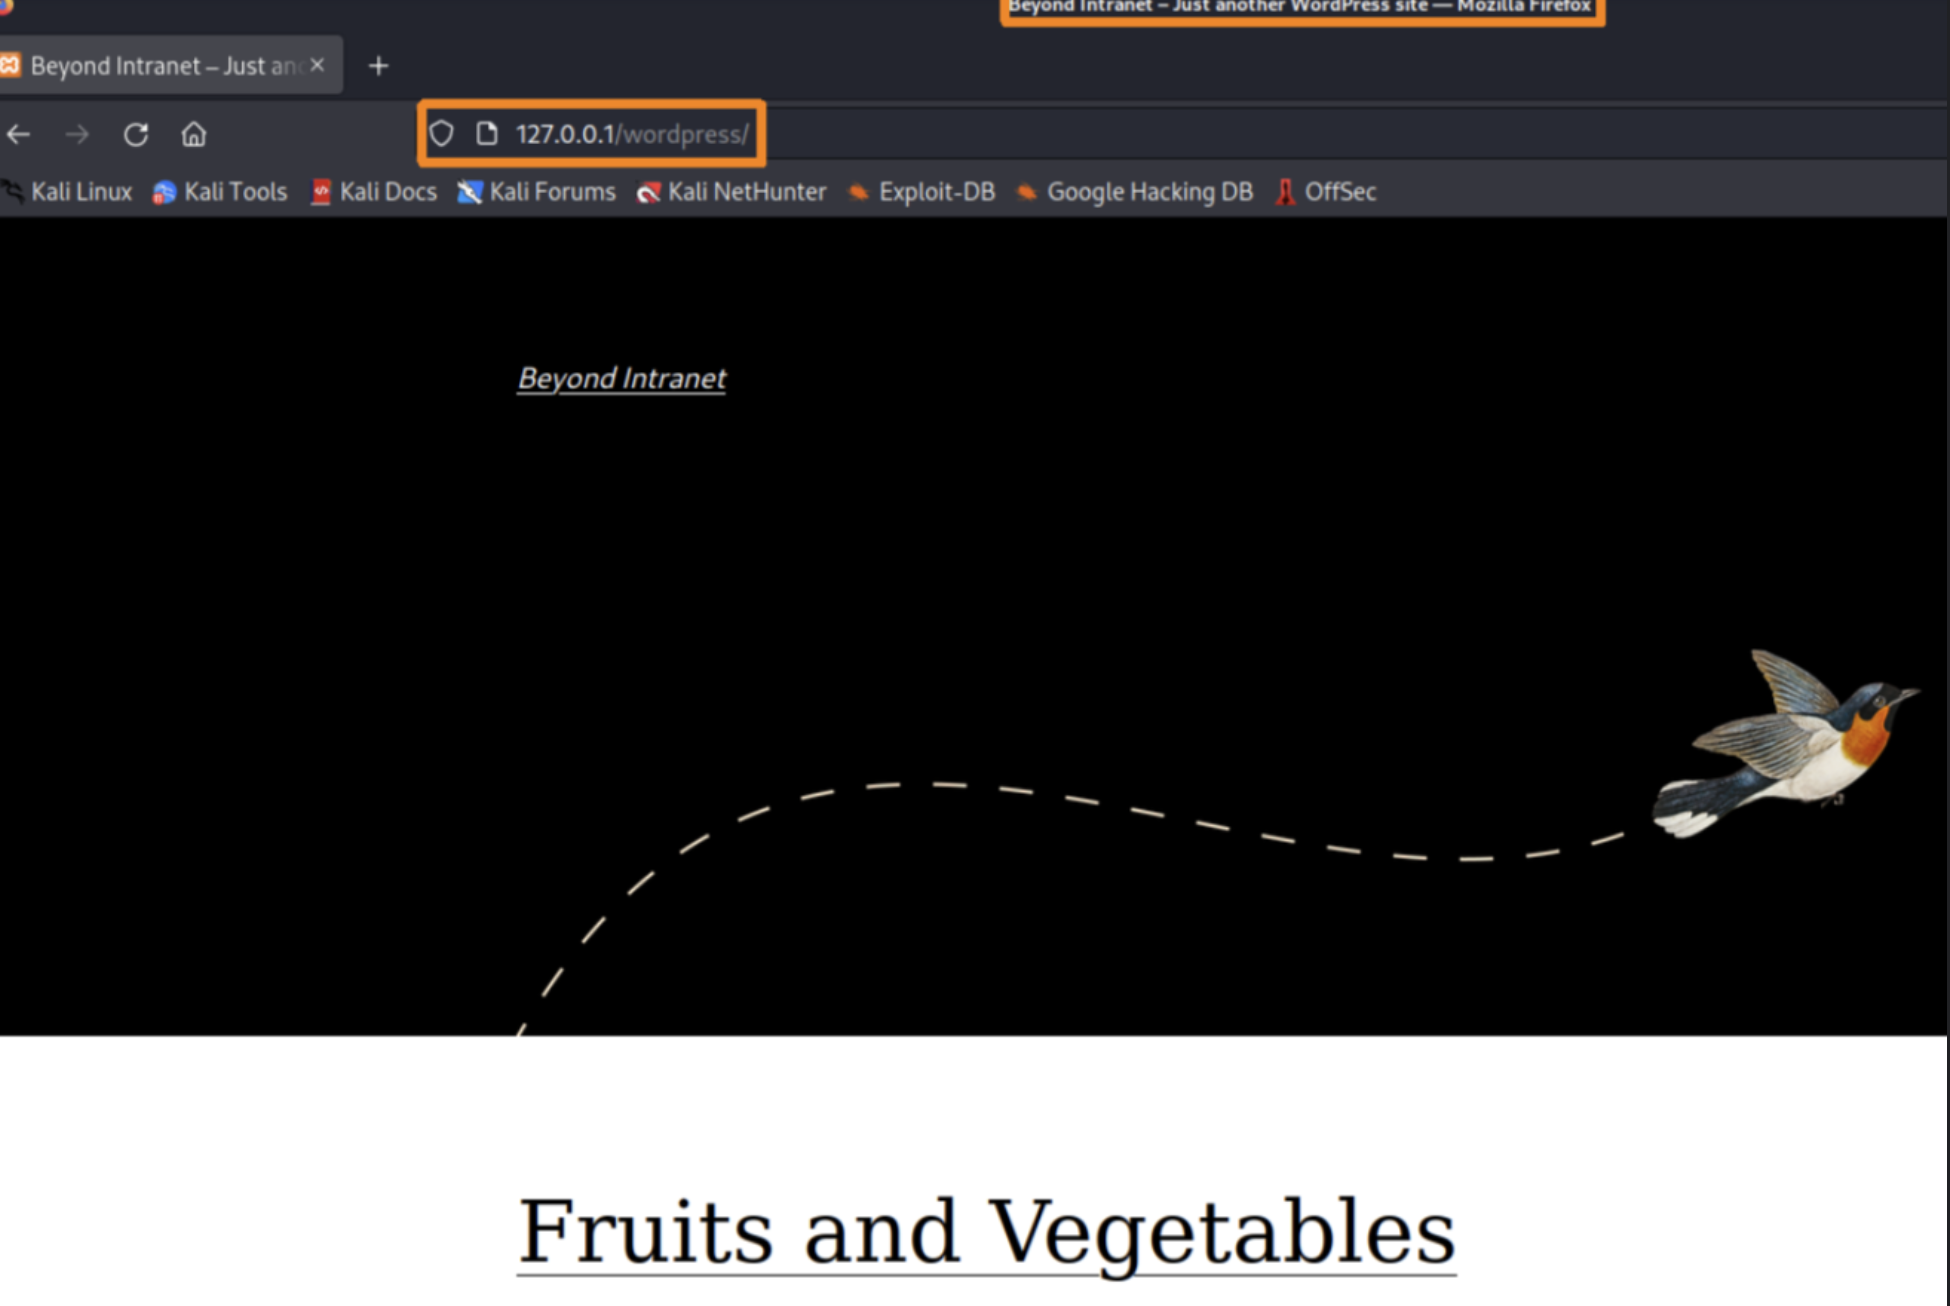 Beyond Intranet – Just another WordPress site — Mozilla Firefox
Beyond Intranet – Just an
127.0.0.1/wordpress/
Kali Linux Kali Tools Kali Docs Kali Forums Kali NetHunter Exploit-DB Google Hacking DB OffSec
Beyond Intranet
Fruits and Vegetables